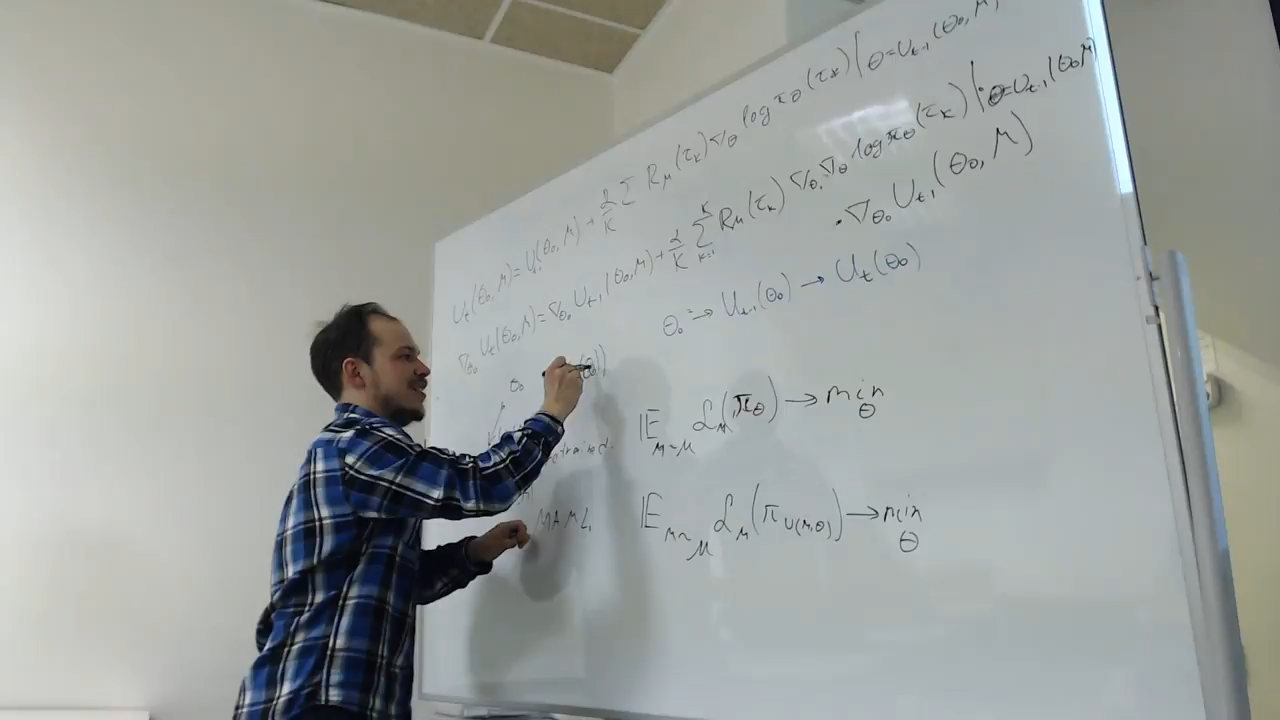 U_t(θ_0, M) = U_{t-1}(θ_0, M) + α/K Σ R_M(τ_k) ∇_θ log π_θ(τ_k) | θ=U_{t-1}(θ_0, M)
∇_{θ_0} U_t(θ_0, M) = ∇_{θ_0} U_{t-1}(θ_0, M) + α/K Σ_{k=1}^K R_M(τ_k) ∇_{θ_0} ∇_θ log π_θ(τ_k) | θ=U_{t-1}(θ_0, M)
· ∇_{θ_0} U_{t-1}(θ_0, M)
θ_0 → U_{t-1}(θ_0) → U_t(θ_0)
θ_0
𝔼_{M~M} ℒ_M(π_θ) → min_θ
MAML
𝔼_{M~M} ℒ_M(π_{U(M,θ)}) → min_θ